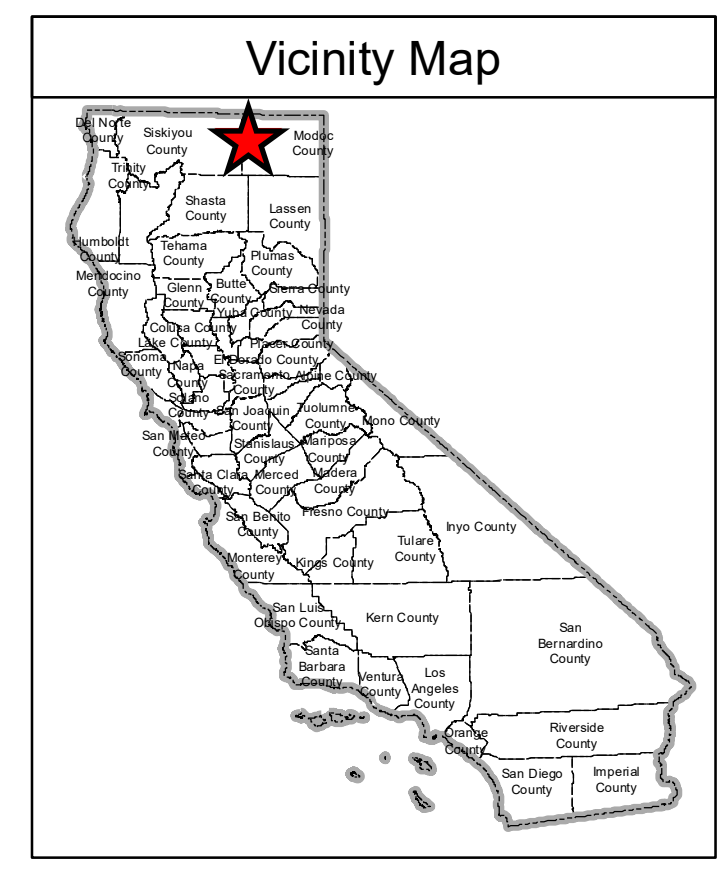 Vicinity Map
Del Norte
County
Siskiyou
County
Modoc
County
Trinity
County
Shasta
County
Lassen
County
Humboldt
County
Tehama
County
Plumas
County
Mendocino
County
Glenn
County
Butte
County
Sierra County
Yuba County
Nevada
County
Colusa County
Lake County
Placer County
Sonoma
County
Napa
County
El Dorado County
Sacramento
County
Alpine County
Solano
County
San Joaquin
County
Tuolumne
County
Mono County
San Mateo
County
Stanislaus
County
Mariposa
County
Santa Clara
County
Merced
County
Madera
County
Fresno County
San Benito
County
Inyo County
Tulare
County
Monterey
County
Kings County
San Luis
Obispo County
Kern County
San
Bernardino
County
Santa
Barbara
County
Ventura
County
Los
Angeles
County
Orange
County
Riverside
County
San Diego
County
Imperial
County